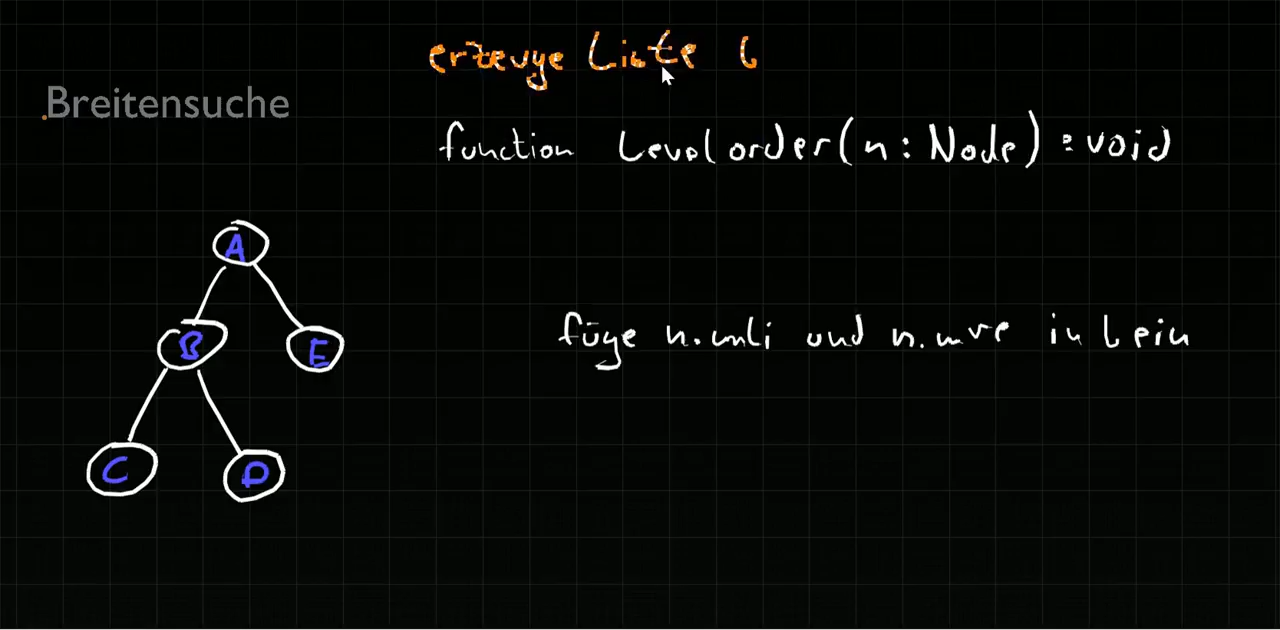 erzeuge Liste l
Breitensuche
function Levelorder(n: Node): void
A
B
E
füge n.unli und n.unre in l ein
C
D